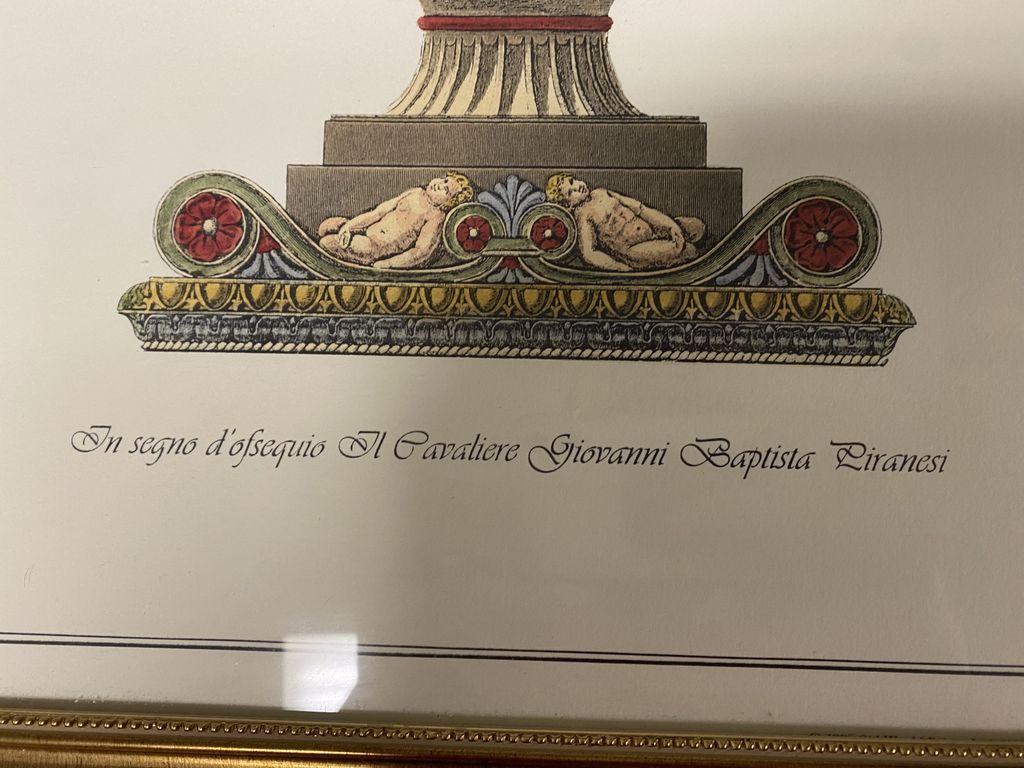 In segno d'oſsequio Il Cavaliere Giovanni Baptista Piranesi